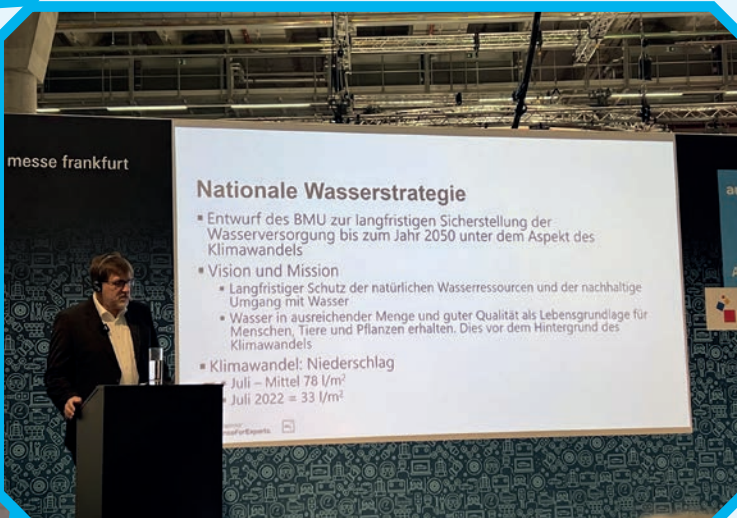 messe frankfurt
Nationale Wasserstrategie
▪ Entwurf des BMU zur langfristigen Sicherstellung der
Wasserversorgung bis zum Jahr 2050 unter dem Aspekt des
Klimawandels
▪ Vision und Mission
▪ Langfristiger Schutz der natürlichen Wasserressourcen und der nachhaltige
Umgang mit Wasser
▪ Wasser in ausreichender Menge und guter Qualität als Lebensgrundlage für
Menschen, Tiere und Pflanzen erhalten. Dies vor dem Hintergrund des
Klimawandels
▪ Klimawandel: Niederschlag
▪ Juli – Mittel 78 l/m²
▪ Juli 2022 = 33 l/m²